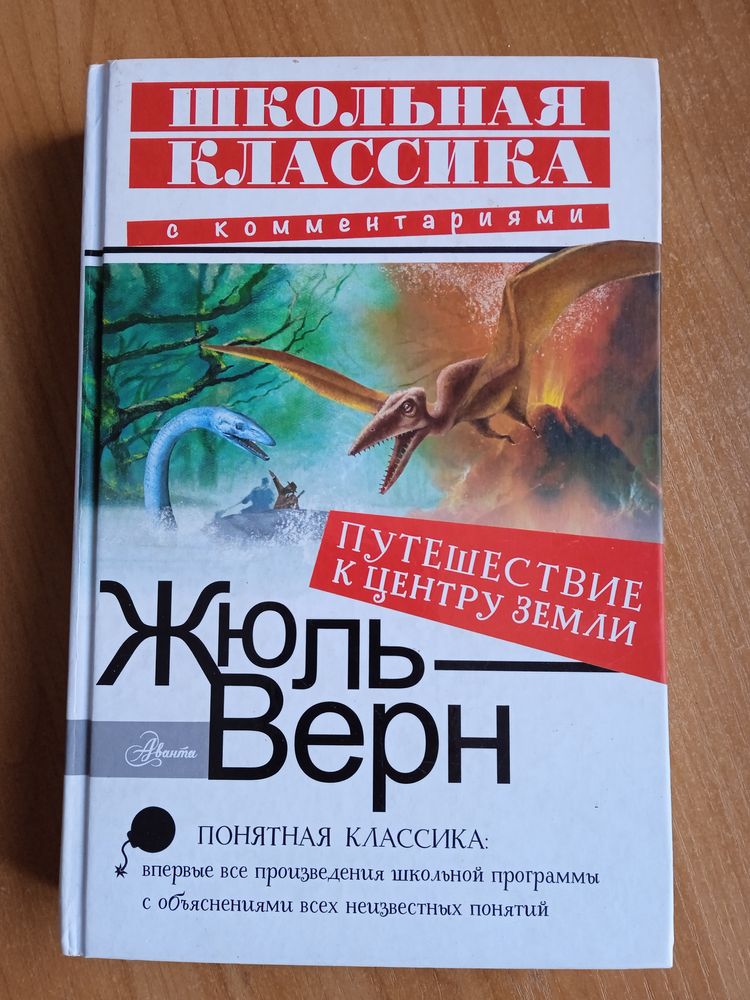 ШКОЛЬНАЯ
КЛАССИКА
с комментариями
ПУТЕШЕСТВИЕ
К ЦЕНТРУ ЗЕМЛИ
Жюль
Верн
Аванта
ПОНЯТНАЯ КЛАССИКА:
впервые все произведения школьной программы
с объяснениями всех неизвестных понятий